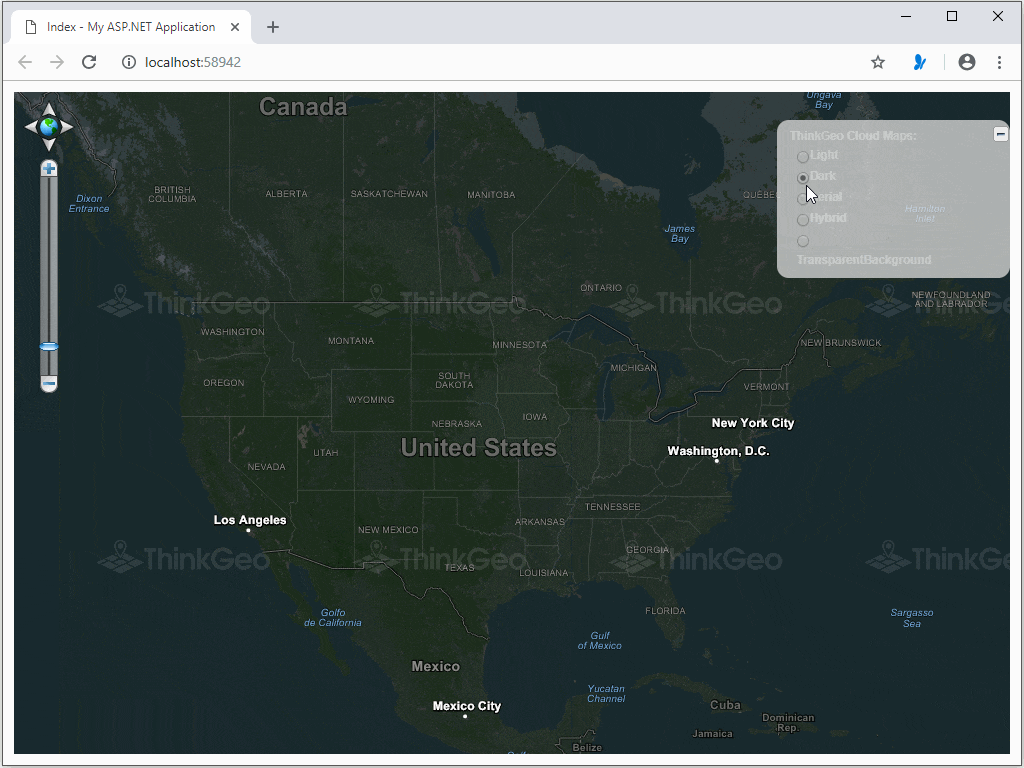 Index - My ASP.NET Application
localhost:58942
Canada
Ungava
Bay
ThinkGeo Cloud Maps:
Light
Dark
Aerial
Hybrid
TransparentBackground
Dixon
Entrance
BRITISH
COLUMBIA
ALBERTA
SASKATCHEWAN
MANITOBA
QUÉBEC
Hamilton
Inlet
James
Bay
ONTARIO
NEWFOUNDLAND
AND LABRADOR
ThinkGeo
ThinkGeo
ThinkGeo
ThinkGeo
WASHINGTON
MONTANA
MINNESOTA
NEW BRUNSWICK
MICHIGAN
OREGON
SOUTH
DAKOTA
VERMONT
WYOMING
NEBRASKA
IOWA
New York City
United States
Washington, D.C.
NEVADA
UTAH
TENNESSEE
Los Angeles
NEW MEXICO
ARKANSAS
GEORGIA
ThinkGeo
ThinkGeo
ThinkGeo
ThinkGeo
TEXAS
LOUISIANA
Golfo
de California
FLORIDA
Sargasso
Sea
Gulf
of Mexico
Mexico
Yucatan
Channel
Mexico City
Cuba
Dominican
Rep.
Jamaica
Belize